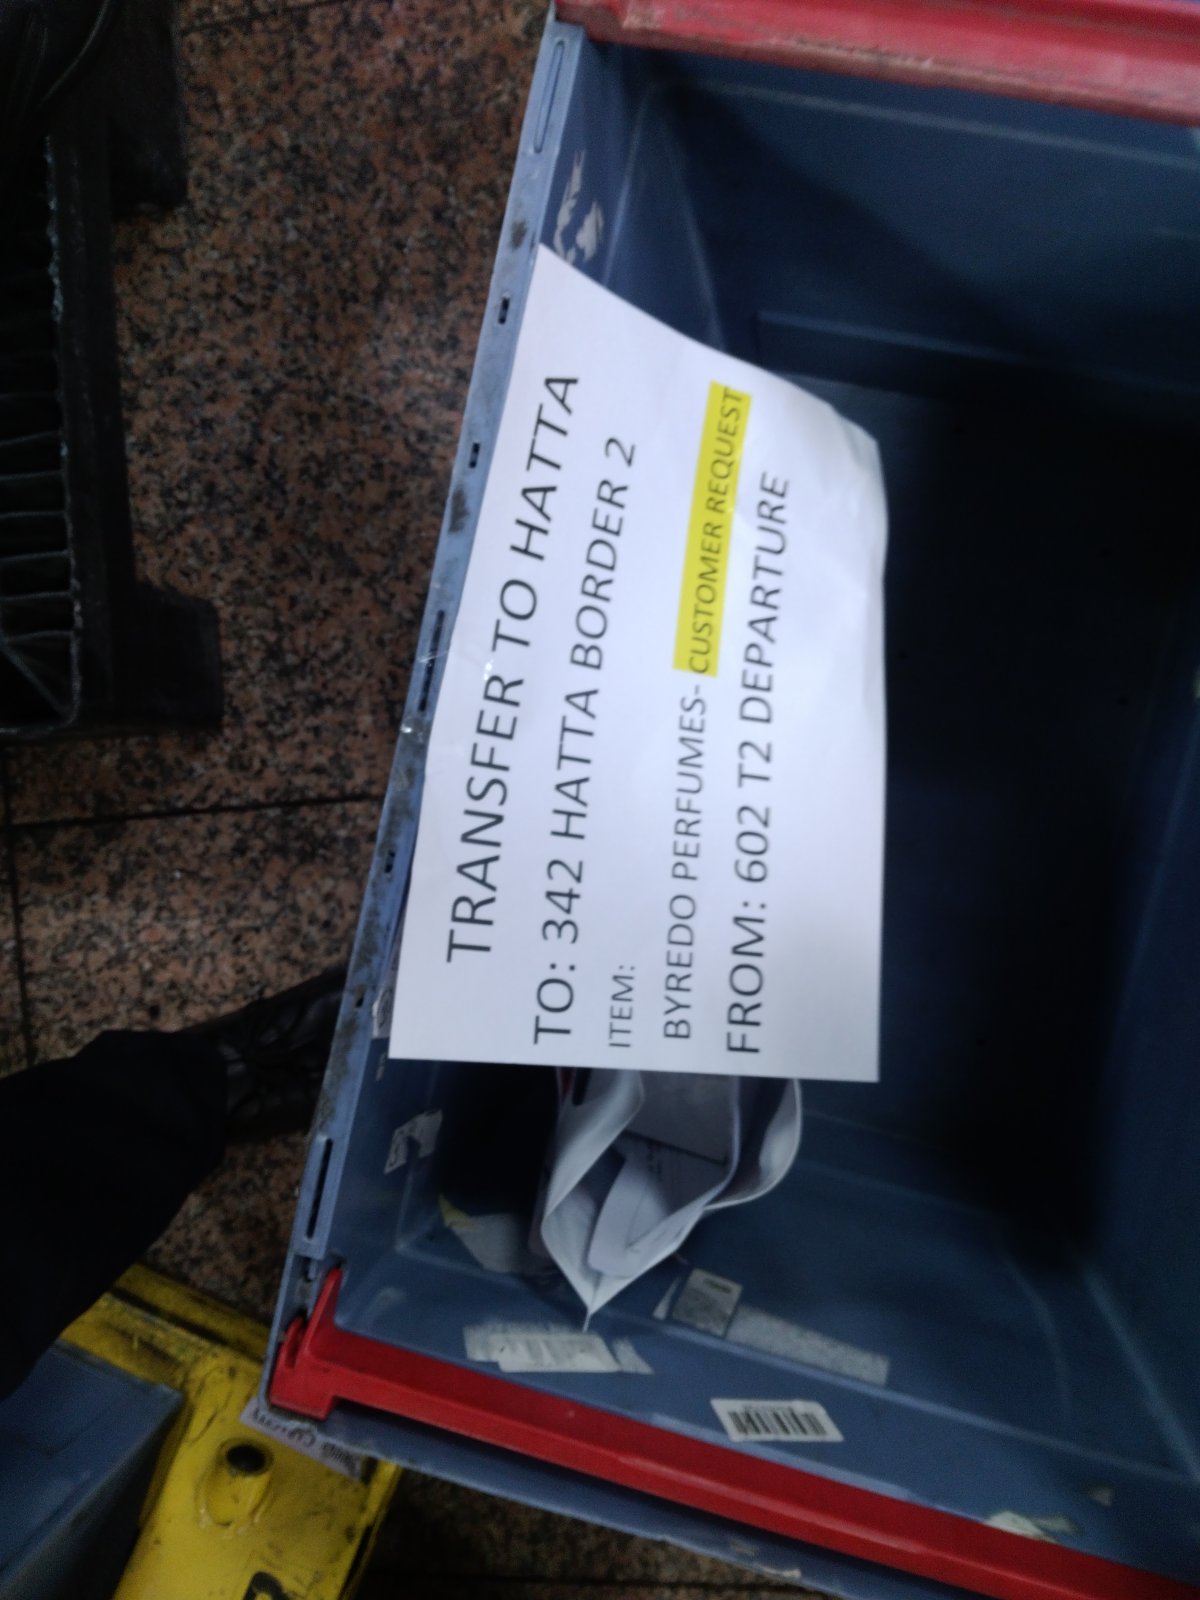 TRANSFER TO HATTA
TO: 342 HATTA BORDER 2
ITEM:
BYREDO PERFUMES- CUSTOMER REQUEST
FROM: 602 T2 DEPARTURE